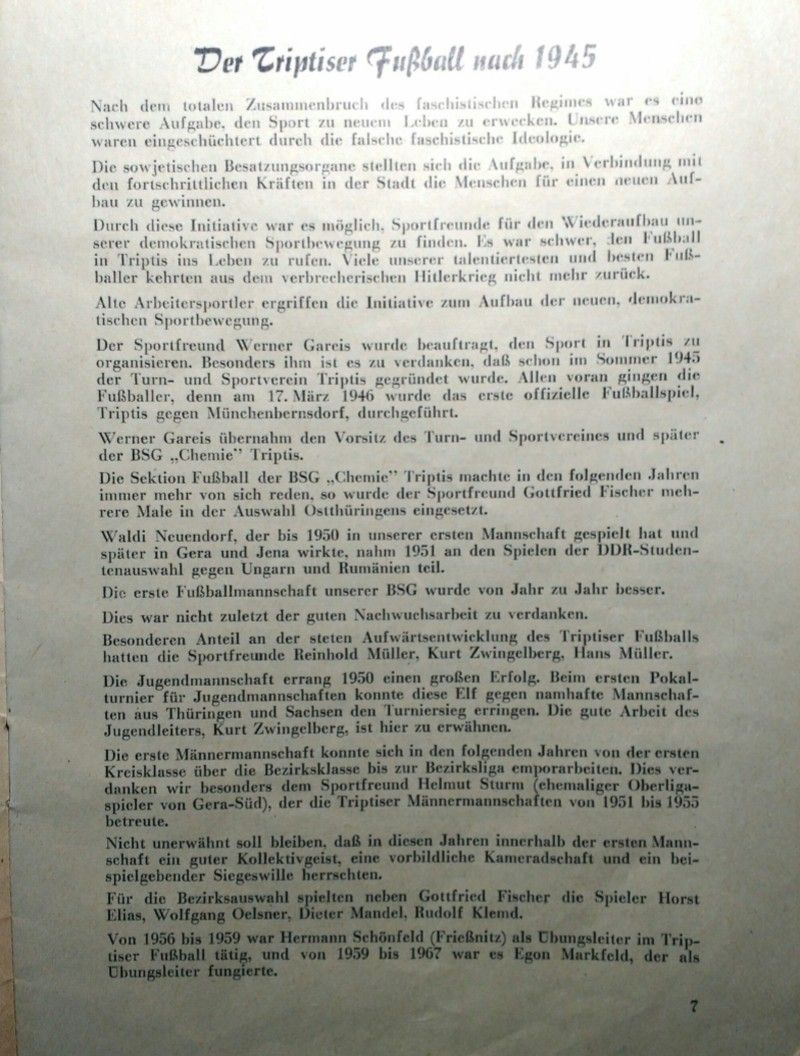 Der Triptiser Fußball nach 1945
Nach dem totalen Zusammenbruch des faschistischen Regimes war es eine
schwere Aufgabe, den Sport zu neuem Leben zu erwecken. Unsere Menschen
waren eingeschüchtert durch die falsche faschistische Ideologie.
Die sowjetischen Besatzungsorgane stellten sich die Aufgabe, in Verbindung mit
den fortschrittlichen Kräften in der Stadt die Menschen für einen neuen Auf-
bau zu gewinnen.
Durch diese Initiative war es möglich, Sportfreunde für den Wiederaufbau un-
serer demokratischen Sportbewegung zu finden. Es war schwer, den Fußball
in Triptis ins Leben zu rufen. Viele unserer talentiertesten und besten Fuß-
baller kehrten aus dem verbrecherischen Hitlerkrieg nicht mehr zurück.
Alte Arbeitersportler ergriffen die Initiative zum Aufbau der neuen, demokra-
tischen Sportbewegung.
Der Sportfreund Werner Gareis wurde beauftragt, den Sport in Triptis zu
organisieren. Besonders ihm ist es zu verdanken, daß schon im Sommer 1945
der Turn- und Sportverein Triptis gegründet wurde. Allen voran gingen die
Fußballer, denn am 17. März 1946 wurde das erste offizielle Fußballspiel,
Triptis gegen Münchenbernsdorf, durchgeführt.
Werner Gareis übernahm den Vorsitz des Turn- und Sportvereines und später
der BSG „Chemie" Triptis.
Die Sektion Fußball der BSG „Chemie" Triptis machte in den folgenden Jahren
immer mehr von sich reden, so wurde der Sportfreund Gottfried Fischer meh-
rere Male in der Auswahl Ostthüringens eingesetzt.
Waldi Neuendorf, der bis 1950 in unserer ersten Mannschaft gespielt hat und
später in Gera und Jena wirkte, nahm 1951 an den Spielen der DDR-Studen-
tenauswahl gegen Ungarn und Rumänien teil.
Die erste Fußballmannschaft unserer BSG wurde von Jahr zu Jahr besser.
Dies war nicht zuletzt der guten Nachwuchsarbeit zu verdanken.
Besonderen Anteil an der steten Aufwärtsentwicklung des Triptiser Fußballs
hatten die Sportfreunde Reinhold Müller, Kurt Zwingelberg, Hans Müller.
Die Jugendmannschaft errang 1950 einen großen Erfolg. Beim ersten Pokal-
turnier für Jugendmannschaften konnte diese Elf gegen namhafte Mannschaf-
ten aus Thüringen und Sachsen den Turniersieg erringen. Die gute Arbeit des
Jugendleiters, Kurt Zwingelberg, ist hier zu erwähnen.
Die erste Männermannschaft konnte sich in den folgenden Jahren von der ersten
Kreisklasse über die Bezirksklasse bis zur Bezirksliga emporarbeiten. Dies ver-
danken wir besonders dem Sportfreund Helmut Sturm (ehemaliger Oberliga-
spieler von Gera-Süd), der die Triptiser Männermannschaften von 1951 bis 1955
betreute.
Nicht unerwähnt soll bleiben, daß in diesen Jahren innerhalb der ersten Mann-
schaft ein guter Kollektivgeist, eine vorbildliche Kameradschaft und ein bei-
spielgebender Siegeswille herrschten.
Für die Bezirksauswahl spielten neben Gottfried Fischer die Spieler Horst
Elias, Wolfgang Oelsner, Dieter Mandel, Rudolf Klemd.
Von 1956 bis 1959 war Hermann Schönfeld (Frießnitz) als Übungsleiter im Trip-
tiser Fußball tätig, und von 1959 bis 1967 war es Egon Markfeld, der als
Übungsleiter fungierte.
7